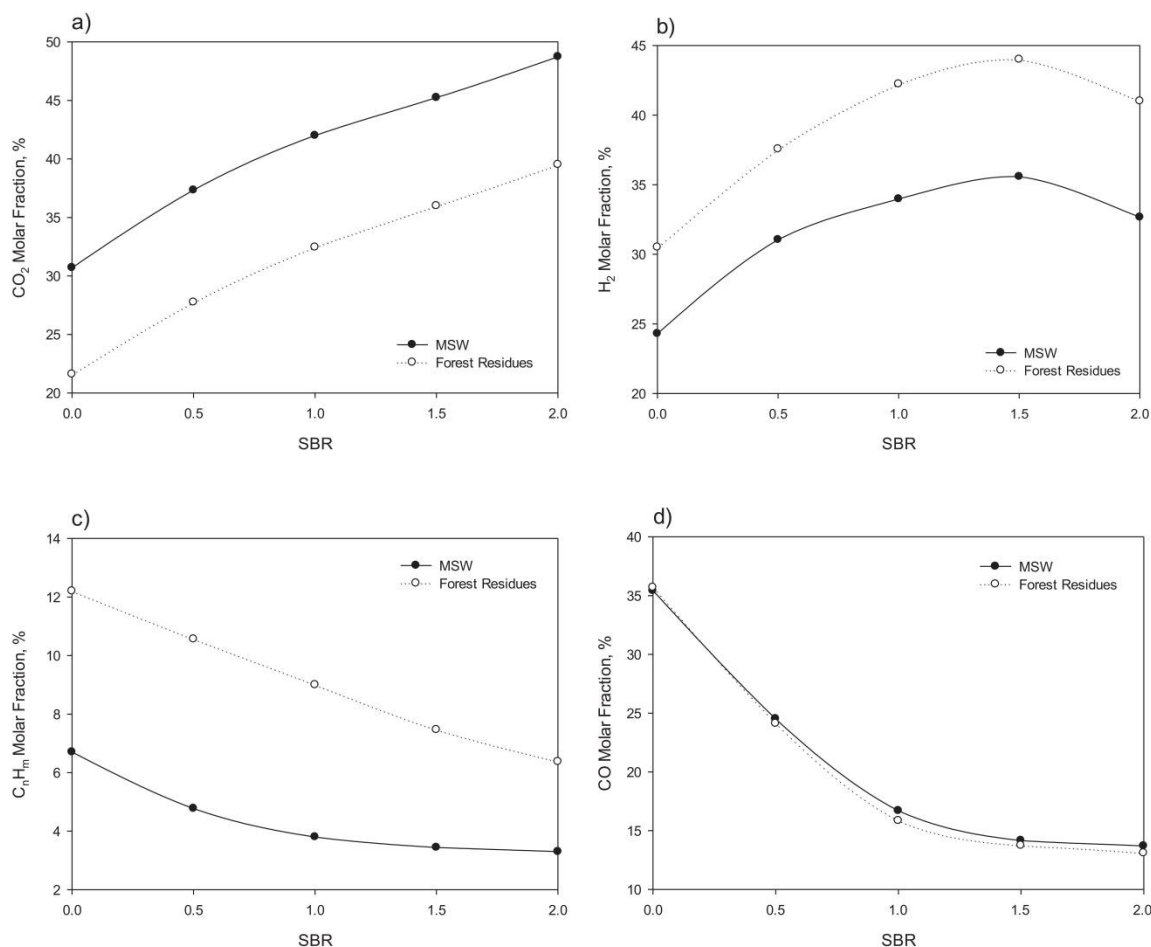 a)
50
45
40
35
30
25
20
CO₂ Molar Fraction, %
MSW
Forest Residues
0.0 0.5 1.0 1.5 2.0
SBR
b)
45
40
35
30
25
20
H₂ Molar Fraction, %
MSW
Forest Residues
0.0 0.5 1.0 1.5 2.0
SBR
c)
14
12
10
8
6
4
2
CₙHₘ Molar Fraction, %
MSW
Forest Residues
0.0 0.5 1.0 1.5 2.0
SBR
d)
40
35
30
25
20
15
10
CO Molar Fraction, %
MSW
Forest Residues
0.0 0.5 1.0 1.5 2.0
SBR